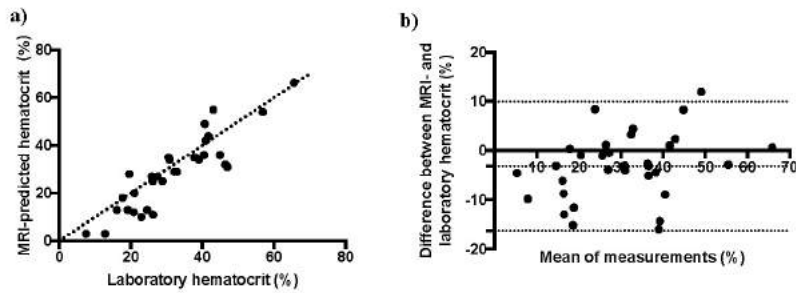 a)
MRI-predicted hematocrit (%)
80
60
40
20
0
0 20 40 60 80
Laboratory hematocrit (%)
b)
Difference between MRI- and
laboratory hematocrit (%)
20
10
0
-10
-20
10 20 30 40 50 60 70
Mean of measurements (%)